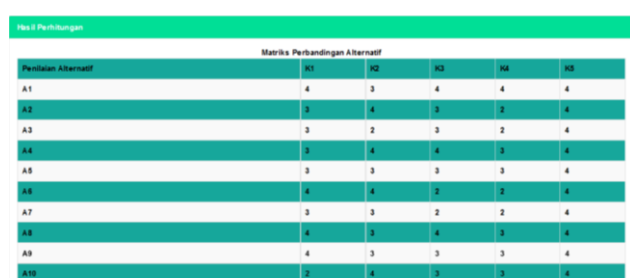 Hasil Perhitungan
Matriks Perbandingan Alternatif
Penilaian Alternatif K1 K2 K3 K4 K5
A1 4 3 4 4 4
A2 3 4 3 2 4
A3 3 2 3 2 4
A4 3 4 4 3 4
A5 3 3 3 3 4
A6 4 4 2 2 4
A7 3 3 2 2 4
A8 4 3 4 3 4
A9 4 3 3 3 4
A10 2 4 3 3 4